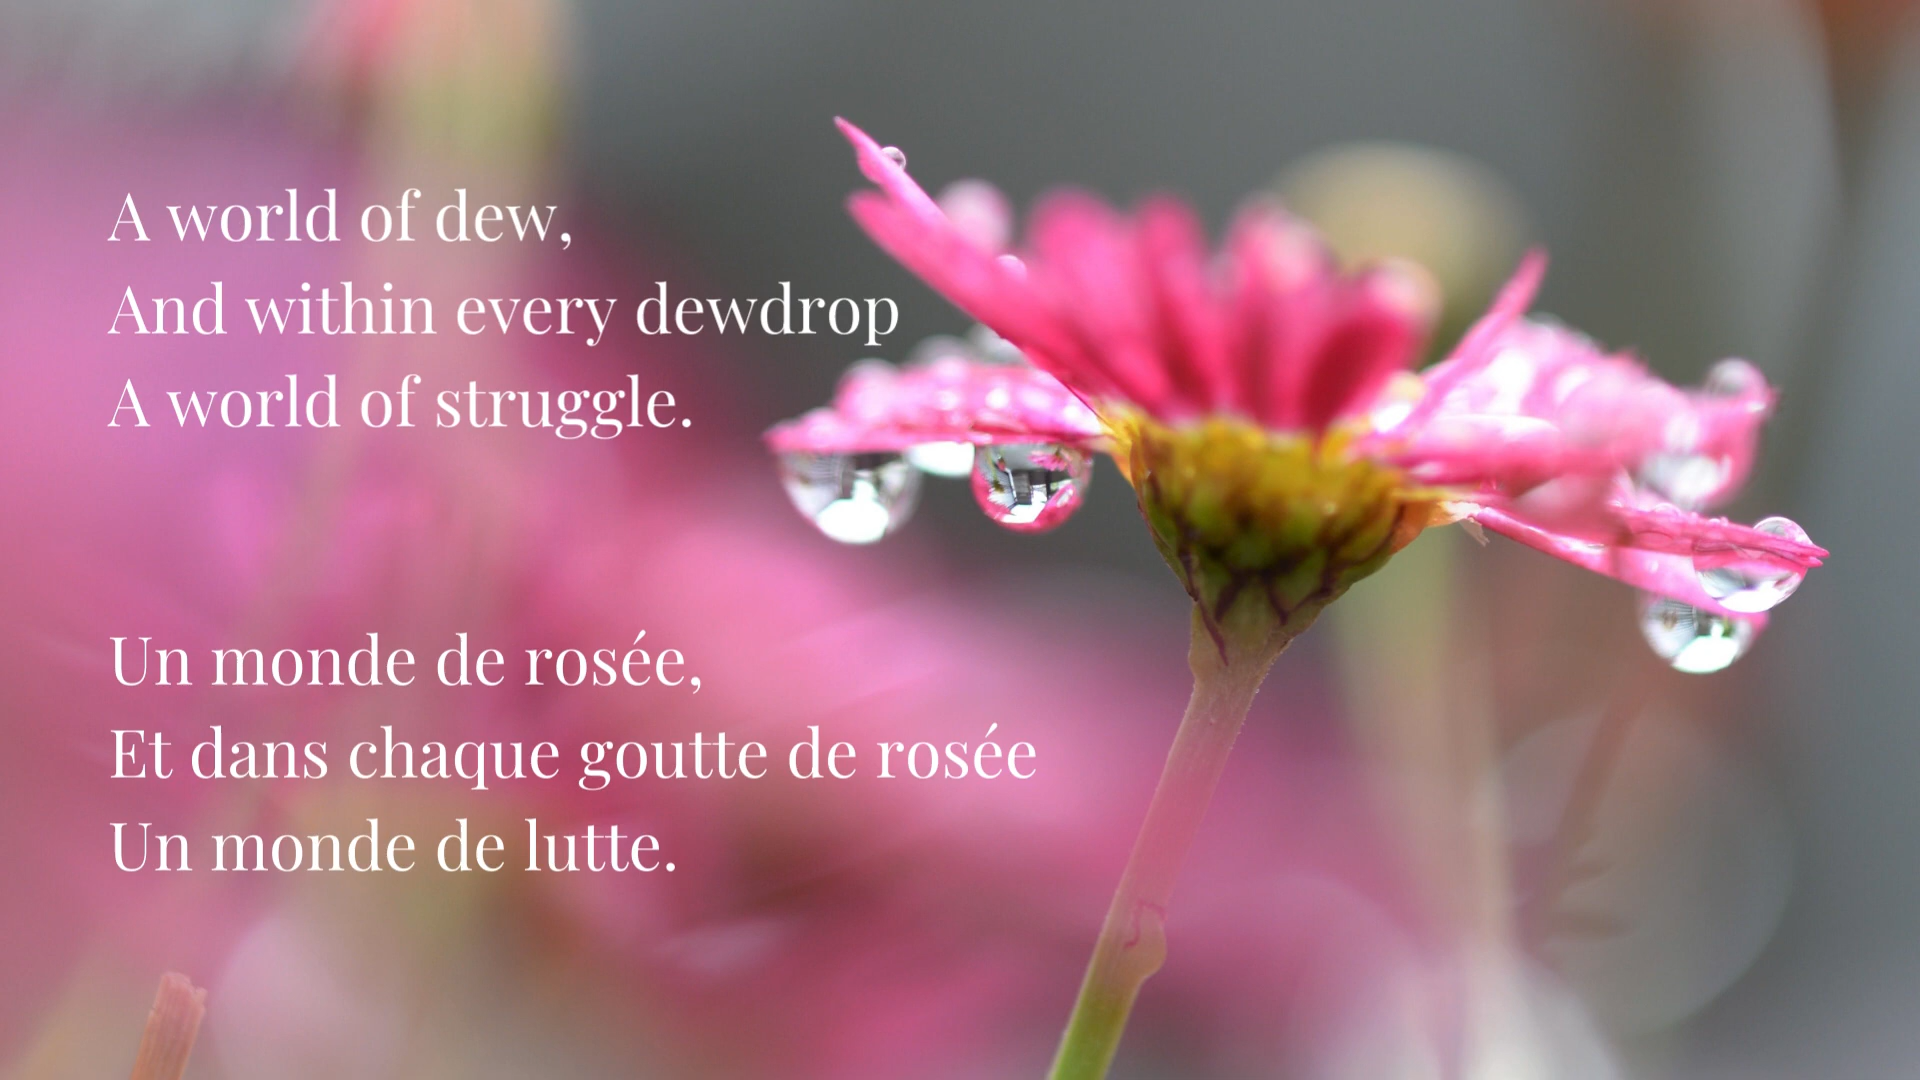 A world of dew,
And within every dewdrop
A world of struggle.
Un monde de rosée,
Et dans chaque goutte de rosée
Un monde de lutte.